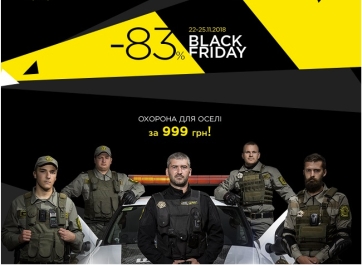 -83%
22-25.11.2018
BLACK
FRIDAY
ОХОРОНА ДЛЯ ОСЕЛІ
за 999 грн!